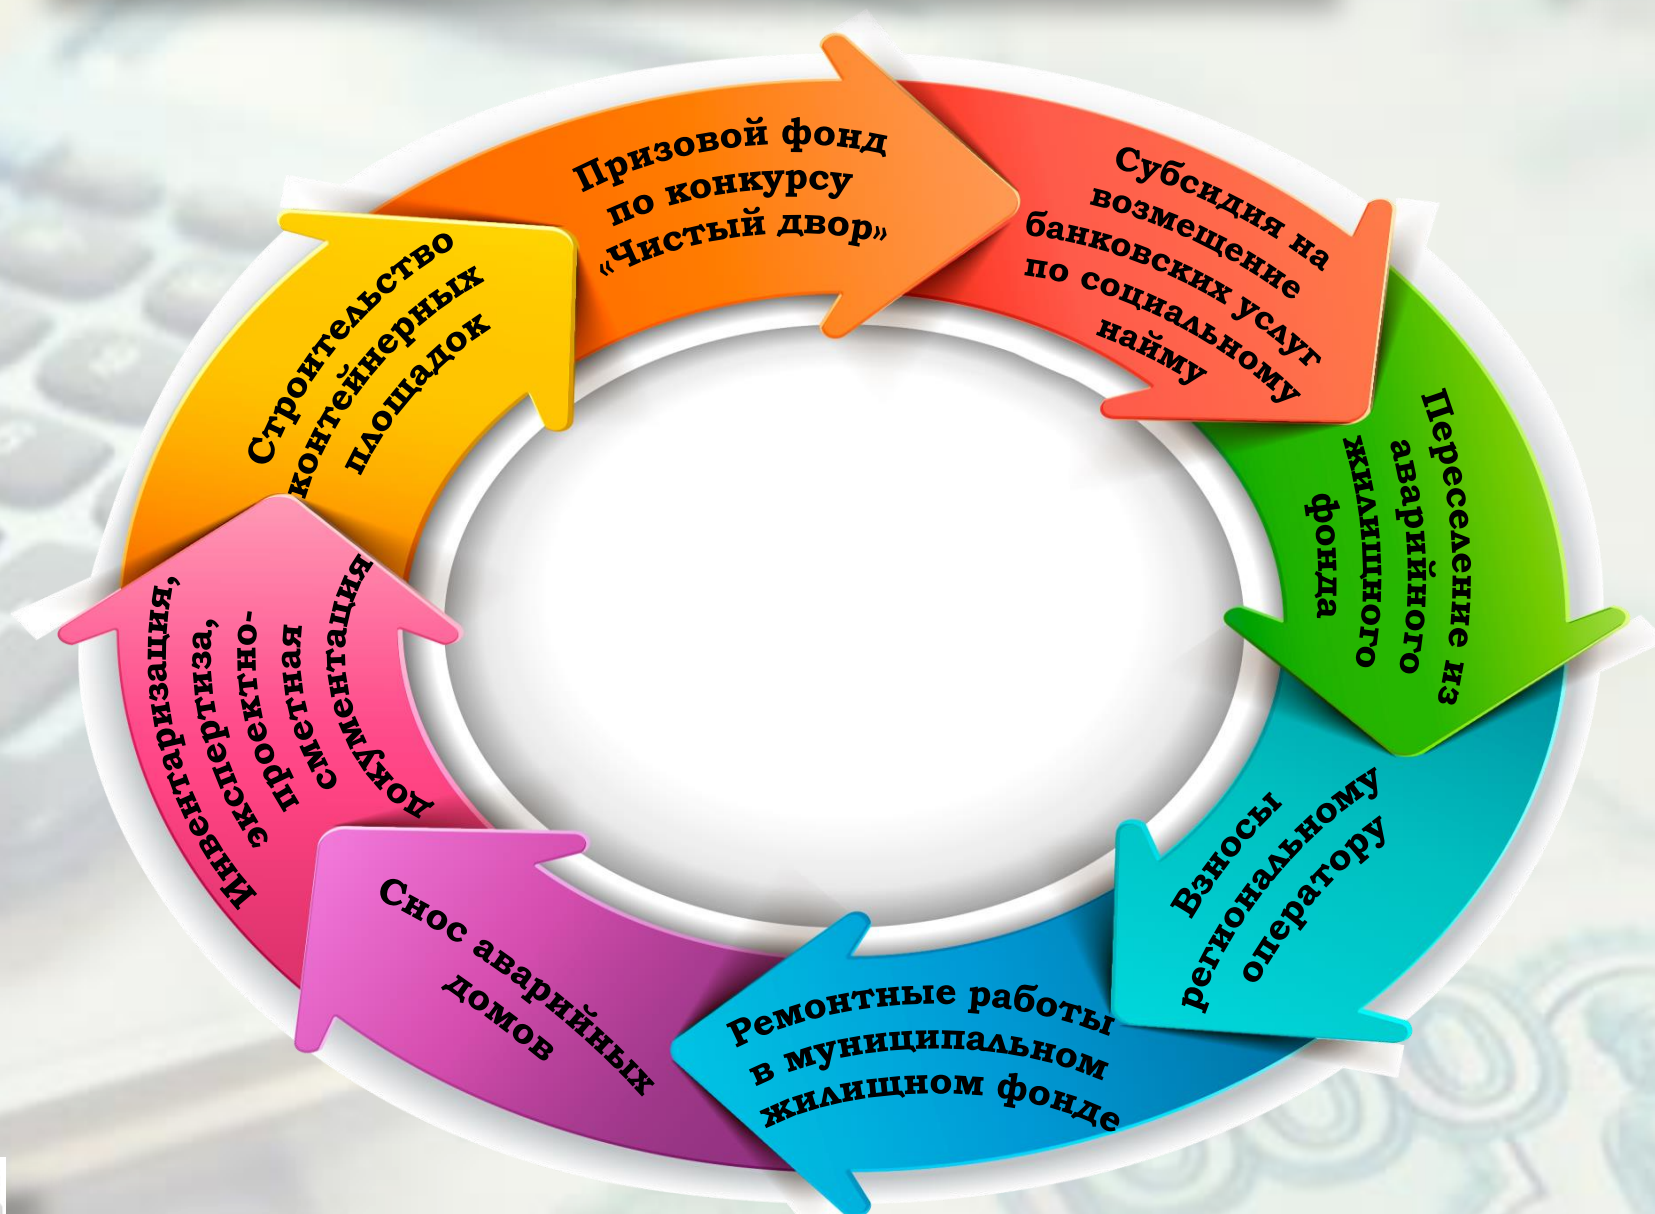 Призовой фонд
по конкурсу
«Чистый двор»
Субсидия на
возмещение
банковских услуг
по социальному
найму
Переселение из
аварийного
жилищного
фонда
Взносы
региональному
оператору
Ремонтные работы
в муниципальном
жилищном фонде
Снос аварийных
домов
Инвентаризация,
экспертиза,
проектно-
сметная
документация
Строительство
контейнерных
площадок